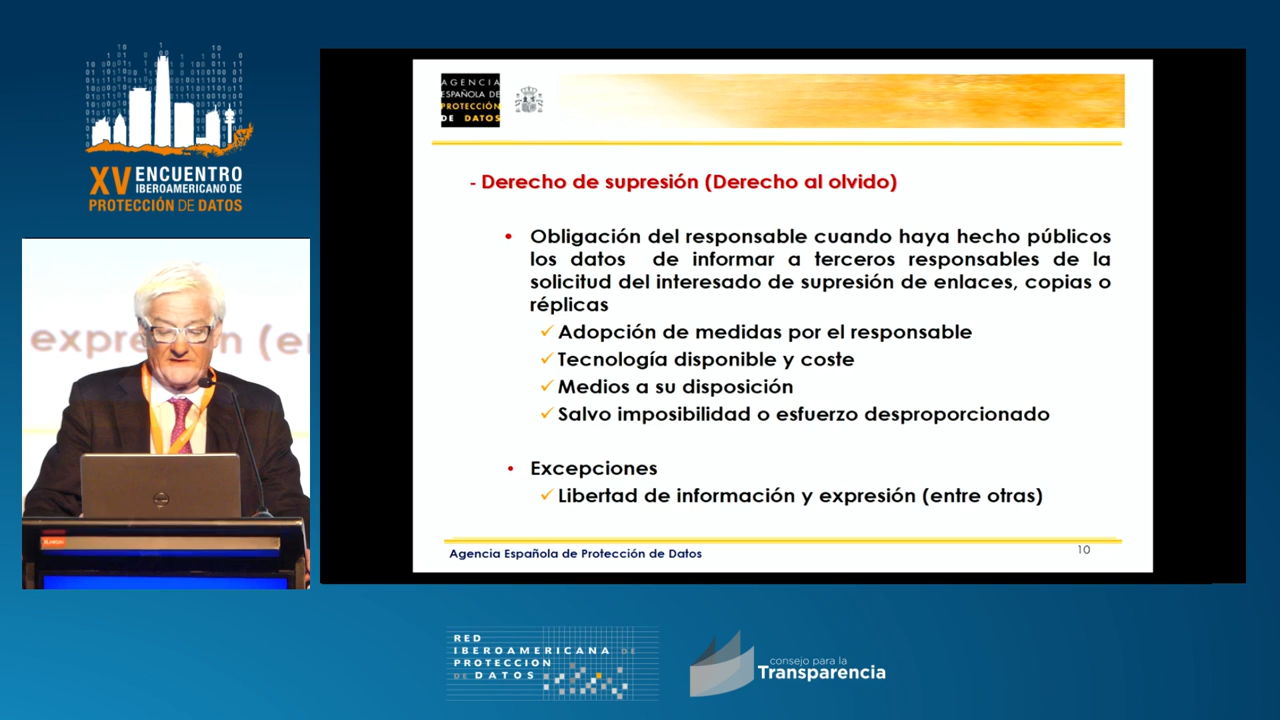 XV ENCUENTRO
IBEROAMERICANO DE
PROTECCIÓN DE DATOS
expre
n (e
AGENCIA
ESPAÑOLA DE
PROTECCIÓN
DE DATOS
- Derecho de supresión (Derecho al olvido)
• Obligación del responsable cuando haya hecho públicos
los datos de informar a terceros responsables de la
solicitud del interesado de supresión de enlaces, copias o
réplicas
✓ Adopción de medidas por el responsable
✓ Tecnología disponible y coste
✓ Medios a su disposición
✓ Salvo imposibilidad o esfuerzo desproporcionado
• Excepciones
✓ Libertad de información y expresión (entre otras)
Agencia Española de Protección de Datos
10
RED
IBEROAMERICANA DE
PROTECCION
DE DATOS
consejo para la
Transparencia